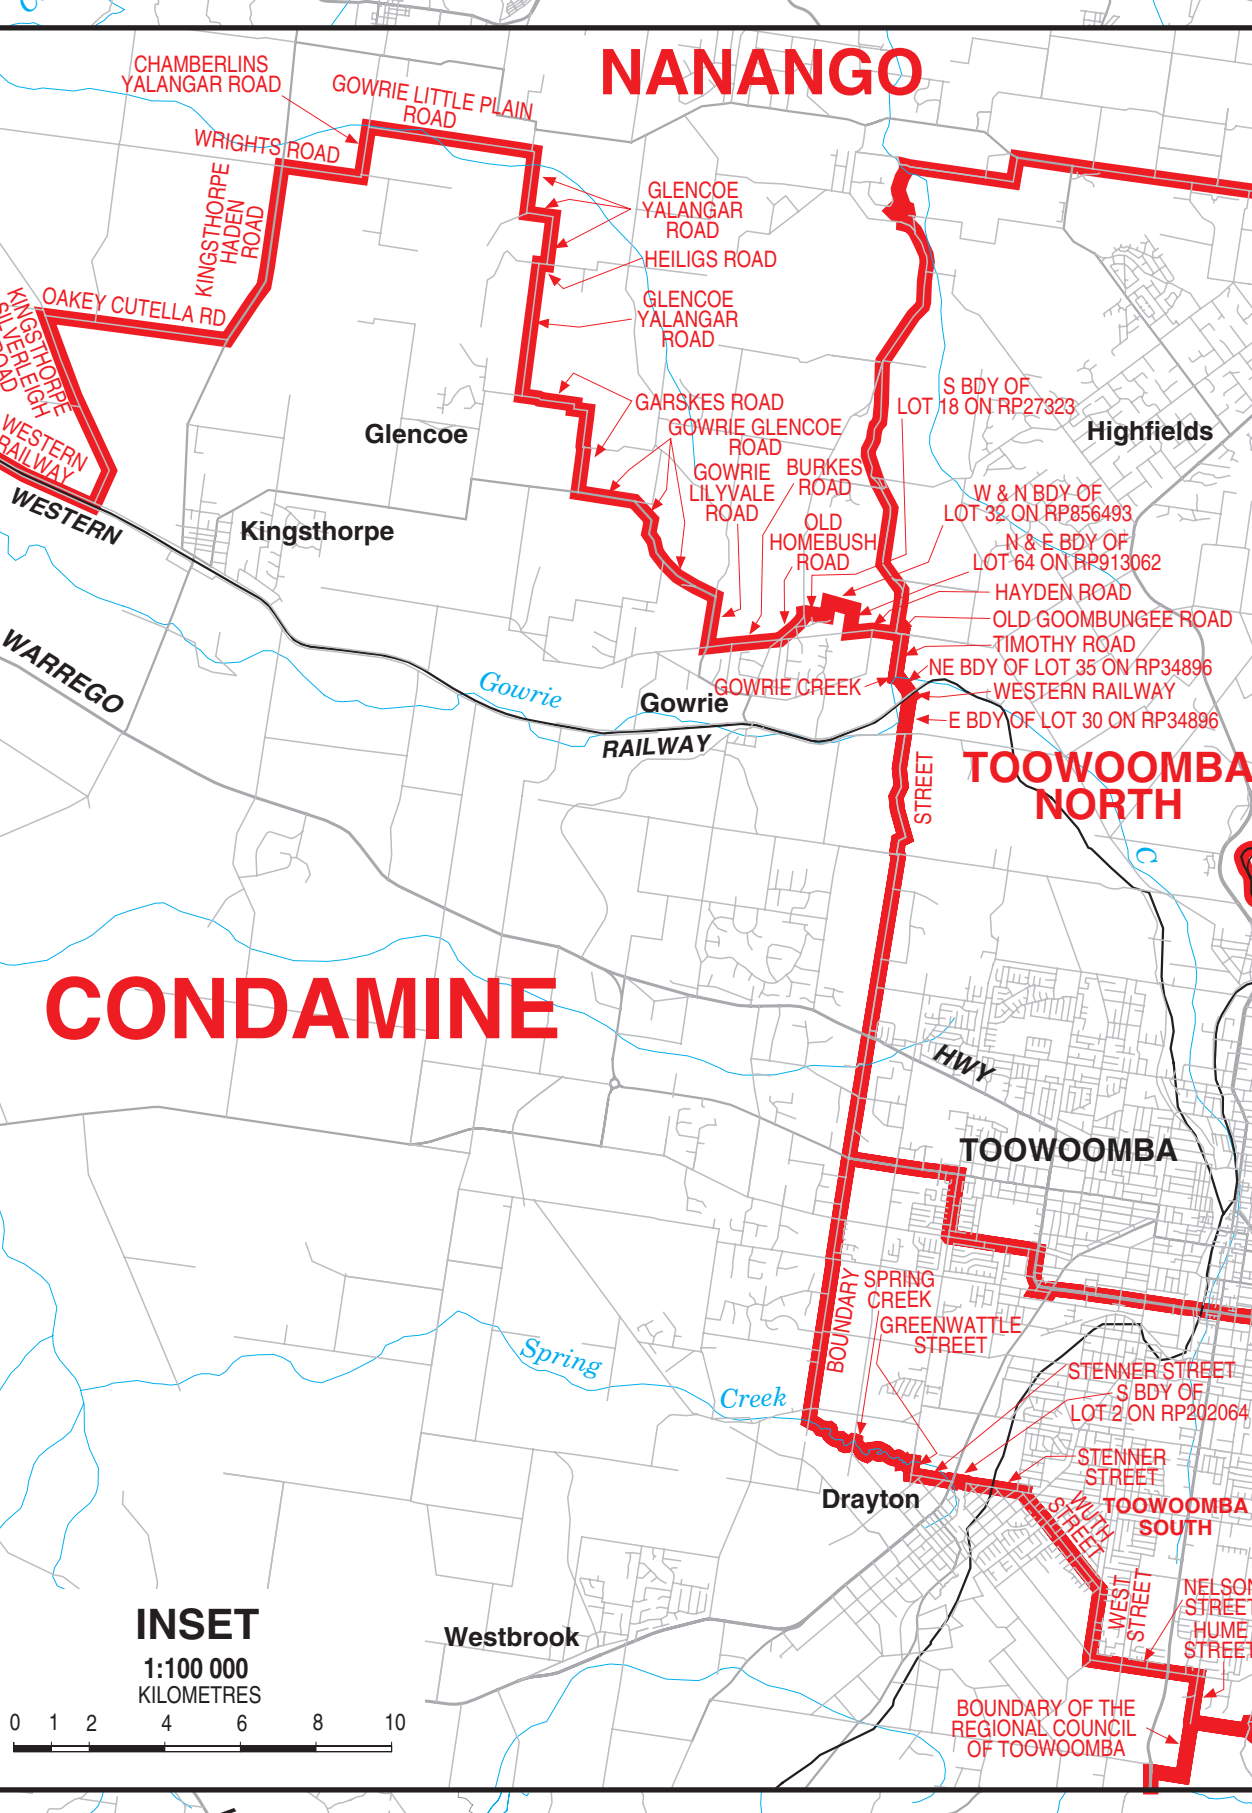 NANANGO
CHAMBERLINS
YALANGAR ROAD
GOWRIE LITTLE PLAIN
ROAD
WRIGHTS ROAD
KINGSTHORPE
HADEN
ROAD
GLENCOE
YALANGAR
ROAD
HEILIGS ROAD
OAKEY CUTELLA RD
KINGSTHORPE
SILVERLEIGH
ROAD
GLENCOE
YALANGAR
ROAD
WESTERN
RAILWAY
S BDY OF
LOT 18 ON RP27323
GARSKES ROAD
Glencoe
GOWRIE GLENCOE
ROAD
Highfields
GOWRIE
LILYVALE
ROAD
BURKES
ROAD
WESTERN
W & N BDY OF
LOT 32 ON RP856493
Kingsthorpe
OLD
HOMEBUSH
ROAD
N & E BDY OF
LOT 64 ON RP913062
HAYDEN ROAD
OLD GOOMBUNGEE ROAD
TIMOTHY ROAD
WARREGO
NE BDY OF LOT 35 ON RP34896
GOWRIE CREEK
WESTERN RAILWAY
Gowrie
Gowrie
E BDY OF LOT 30 ON RP34896
RAILWAY
STREET
TOOWOOMBA
NORTH
C
CONDAMINE
HWY
TOOWOOMBA
BOUNDARY
SPRING
CREEK
GREENWATTLE
STREET
Spring
Creek
STENNER STREET
S BDY OF
LOT 2 ON RP202064
STENNER
STREET
Drayton
WUTH
STREET
TOOWOOMBA
SOUTH
WEST
STREET
NELSON
STREET
HUME
STREET
INSET
1:100 000
KILOMETRES
0 1 2 4 6 8 10
Westbrook
BOUNDARY OF THE
REGIONAL COUNCIL
OF TOOWOOMBA